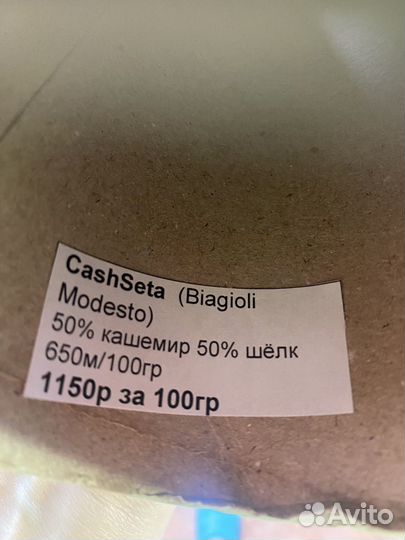 CashSeta (Biagioli
Modesto)
50% кашемир 50% шёлк
650м/100гр
1150р за 100гр
Avito